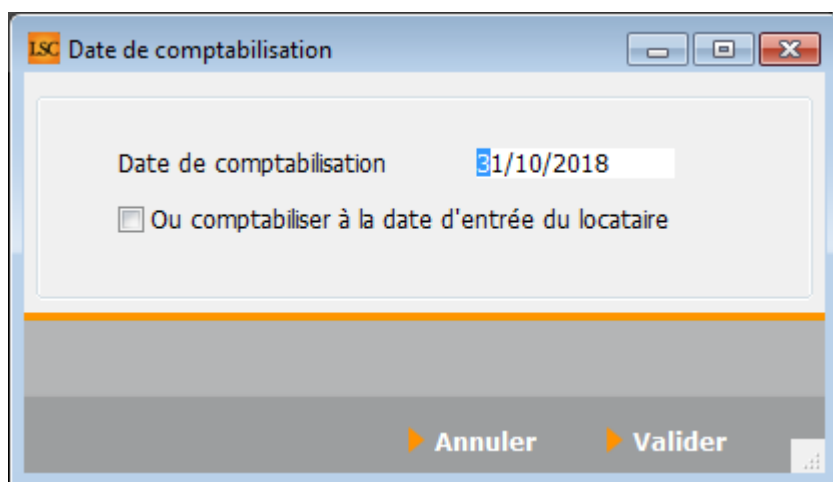 LSC Date de comptabilisation
Date de comptabilisation 31/10/2018
Ou comptabiliser à la date d'entrée du locataire
Annuler Valider